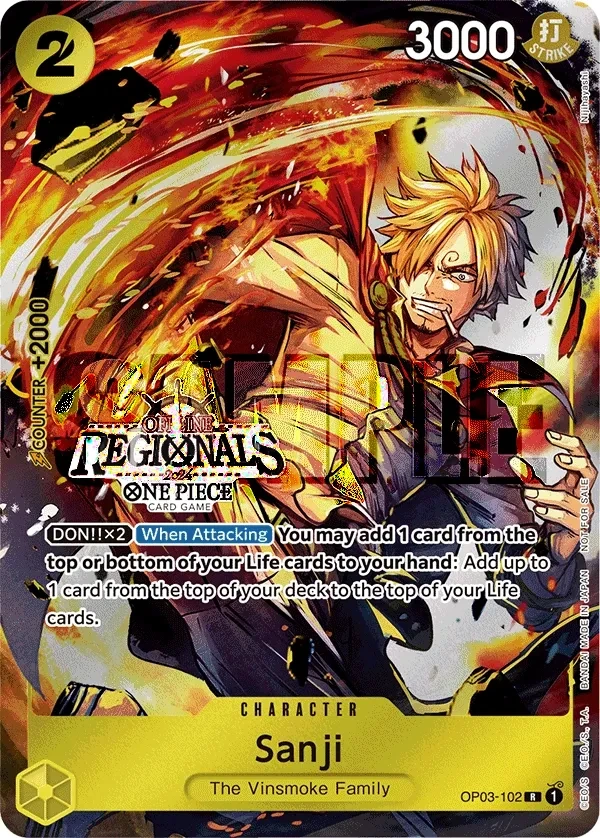 2
3000
打
STRIKE
Nijihayashi
COUNTER +2000
SAMPLE
OFFLINE
REGIONALS
2024
ONE PIECE
CARD GAME
DON!!×2 When Attacking You may add 1 card from the
top or bottom of your Life cards to your hand: Add up to
1 card from the top of your deck to the top of your Life
cards.
NOT FOR SALE
©E.O/S ©E.O./S., T.A. BANDAI MADE IN JAPAN
CHARACTER
Sanji
The Vinsmoke Family
OP03-102 R 1